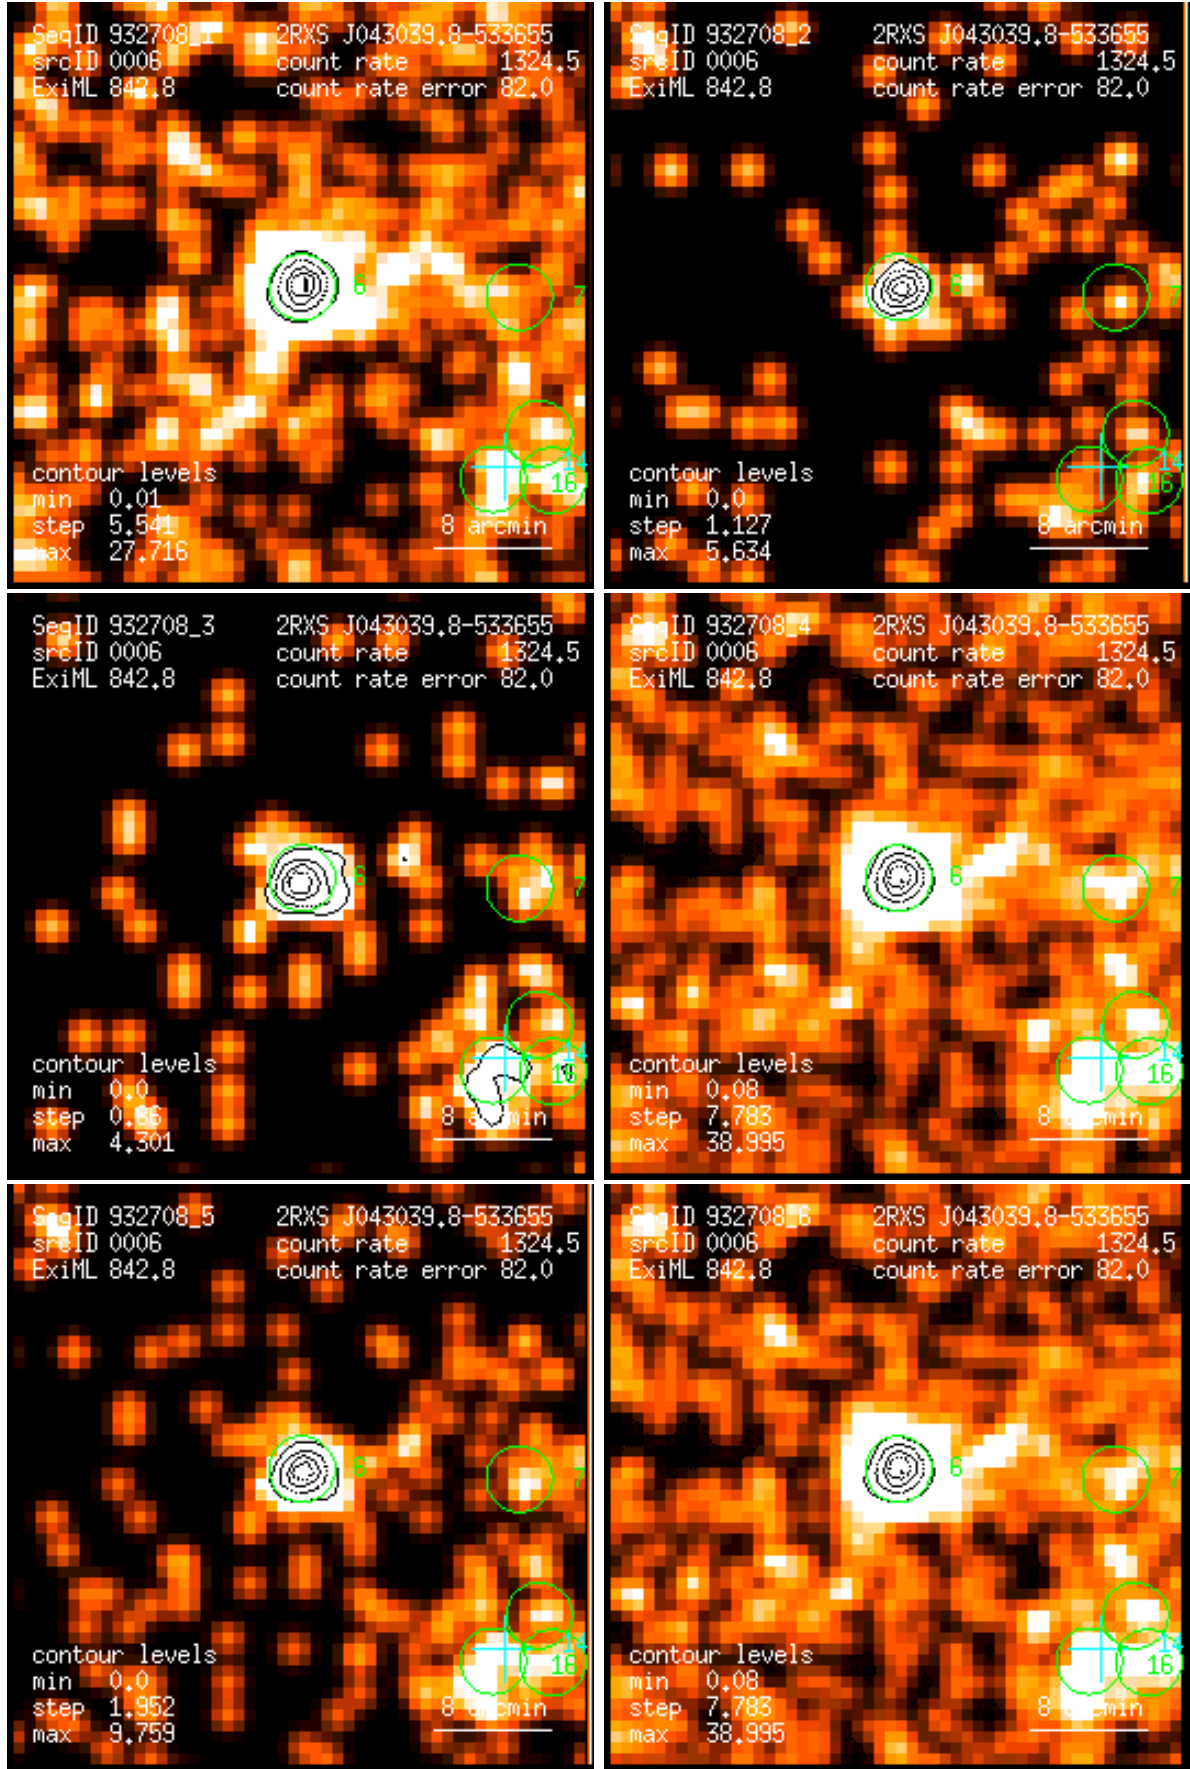 SeqID 932708_1 2RXS J043039.8-533655
srcID 0006 count rate 1324.5
ExiML 842.8 count rate error 82.0
6
7
14
16
contour levels
min 0.01
step 5.541
max 27.716
8 arcmin
SeqID 932708_2 2RXS J043039.8-533655
srcID 0006 count rate 1324.5
ExiML 842.8 count rate error 82.0
6
7
14
16
contour levels
min 0.0
step 1.127
max 5.634
8 arcmin
SeqID 932708_3 2RXS J043039.8-533655
srcID 0006 count rate 1324.5
ExiML 842.8 count rate error 82.0
6
7
14
16
contour levels
min 0.0
step 0.86
max 4.301
8 arcmin
SeqID 932708_4 2RXS J043039.8-533655
srcID 0006 count rate 1324.5
ExiML 842.8 count rate error 82.0
6
7
14
16
contour levels
min 0.08
step 7.783
max 38.995
8 arcmin
SeqID 932708_5 2RXS J043039.8-533655
srcID 0006 count rate 1324.5
ExiML 842.8 count rate error 82.0
6
7
14
16
contour levels
min 0.0
step 1.952
max 9.759
8 arcmin
SeqID 932708_6 2RXS J043039.8-533655
srcID 0006 count rate 1324.5
ExiML 842.8 count rate error 82.0
6
7
14
16
contour levels
min 0.08
step 7.783
max 38.995
8 arcmin